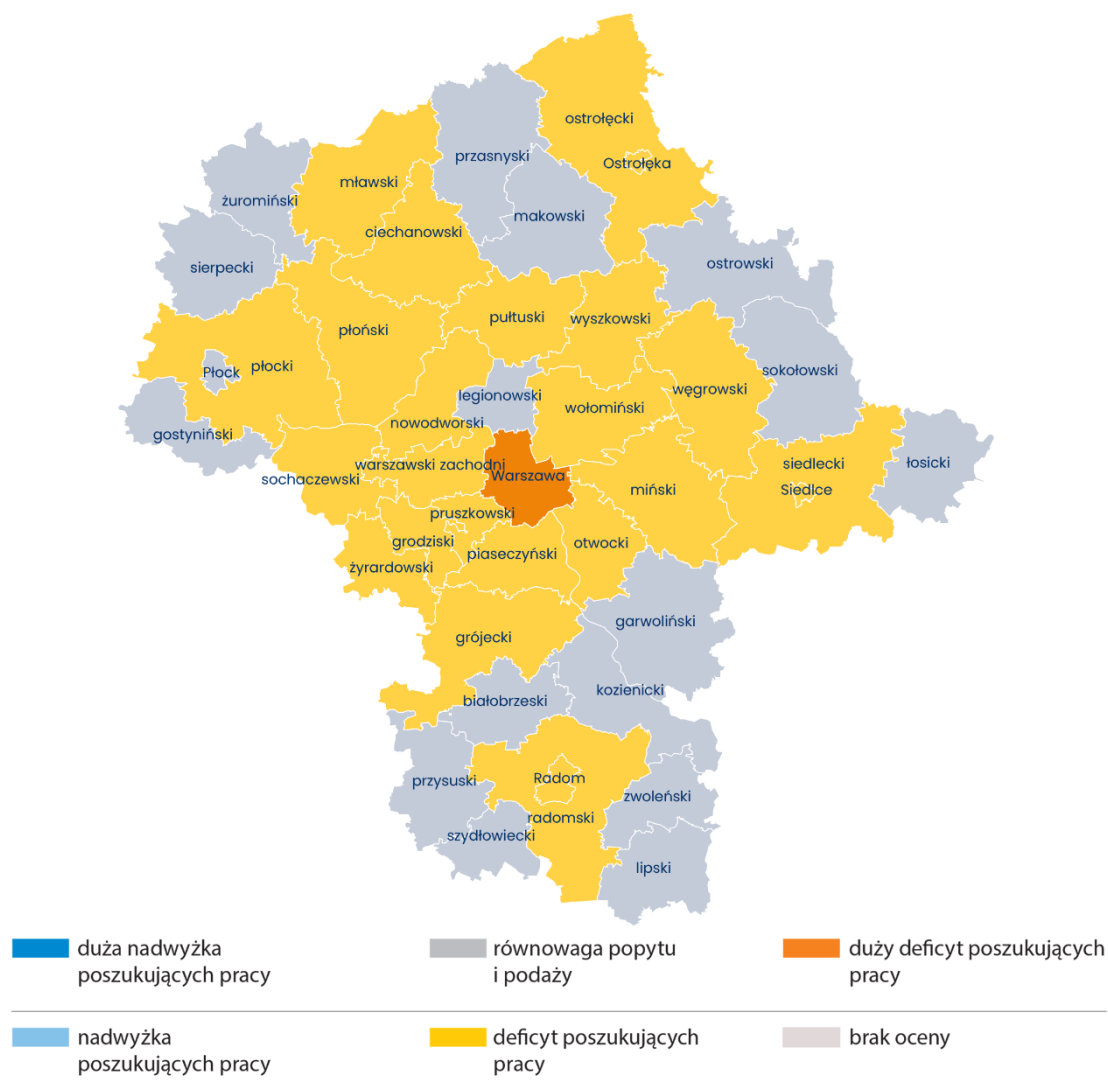 ostrołęcki
Ostrołęka
przasnyski
mławski
żuromiński
makowski
ciechanowski
sierpecki
ostrowski
pułtuski
wyszkowski
płoński
płocki
Płock
sokołowski
węgrowski
legionowski
wołomiński
nowodworski
gostyniński
siedlecki
łosicki
warszawski zachodni
Warszawa
sochaczewski
miński
Siedlce
pruszkowski
grodziski
otwocki
piaseczyński
żyrardowski
garwoliński
grójecki
kozienicki
białobrzeski
Radom
przysuski
zwoleński
radomski
szydłowiecki
lipski
duża nadwyżka
poszukujących pracy
równowaga popytu
i podaży
duży deficyt poszukujących
pracy
nadwyżka
poszukujących pracy
deficyt poszukujących
pracy
brak oceny